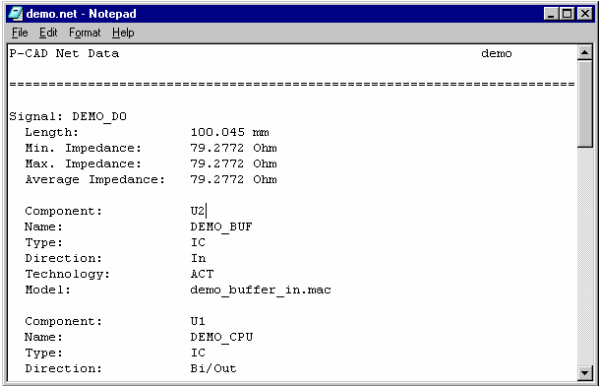 demo.net - Notepad
File Edit Format Help
P-CAD Net Data demo
================================================================================
Signal: DEMO_D0
Length: 100.045 mm
Min. Impedance: 79.2772 Ohm
Max. Impedance: 79.2772 Ohm
Average Impedance: 79.2772 Ohm
Component: U2
Name: DEMO_BUF
Type: IC
Direction: In
Technology: ACT
Model: demo_buffer_in.mac
Component: U1
Name: DEMO_CPU
Type: IC
Direction: Bi/Out